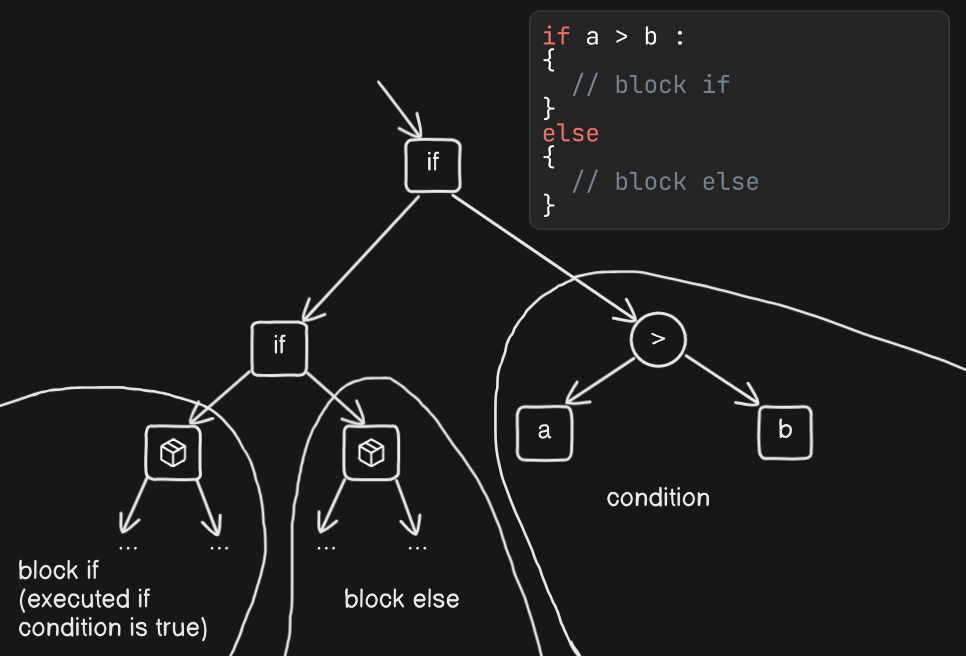 if a > b :
{
// block if
}
else
{
// block else
}
if
if
>
a
b
condition
... ... ... ...
block if
(executed if
condition is true)
block else